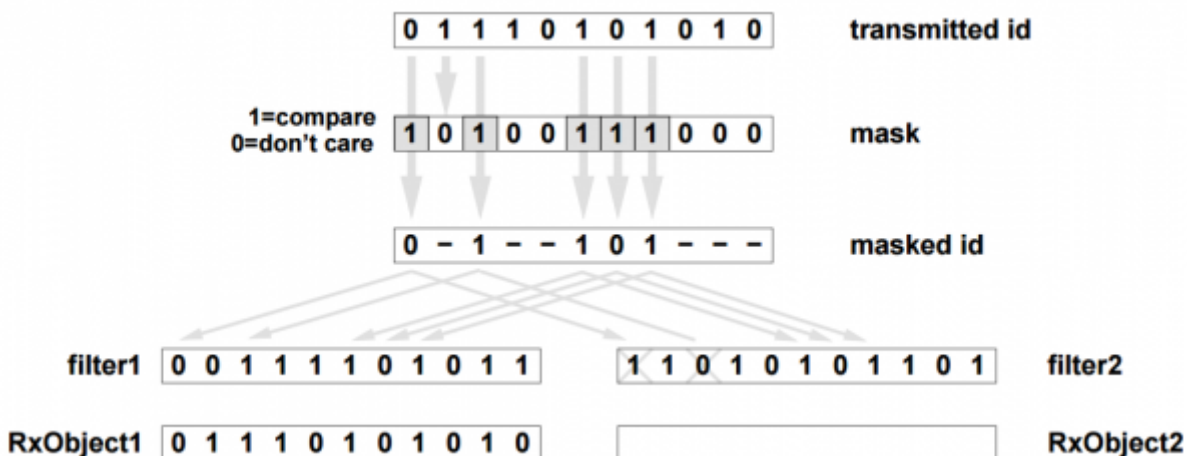 0 1 1 1 0 1 0 1 0 1 0 transmitted id
1=compare
0=don't care
1 0 1 0 0 1 1 1 0 0 0 mask
0 – 1 – – 1 0 1 – – – masked id
filter1 0 0 1 1 1 1 0 1 0 1 1
1 1 0 1 0 1 0 1 1 0 1 filter2
RxObject1 0 1 1 1 0 1 0 1 0 1 0
RxObject2